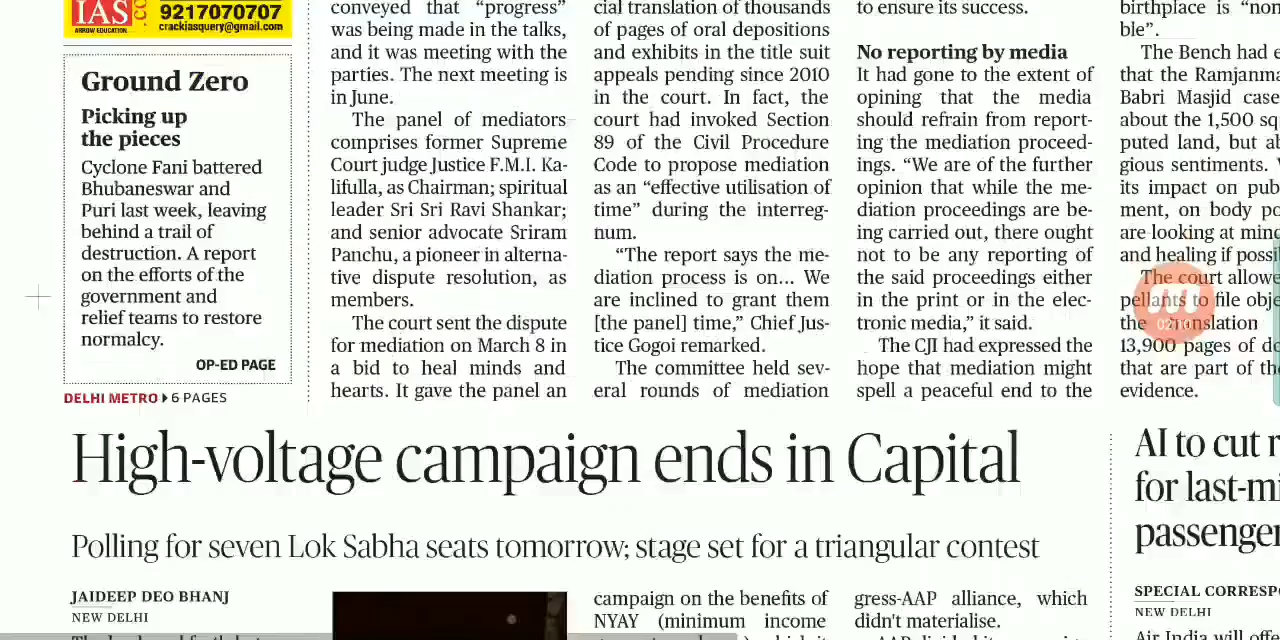 IAS
ARROW EDUCATION
9217070707
crackiasquery@gmail.com
Ground Zero
Picking up
the pieces
Cyclone Fani battered
Bhubaneswar and
Puri last week, leaving
behind a trail of
destruction. A report
on the efforts of the
government and
relief teams to restore
normalcy.
OP-ED PAGE
DELHI METRO 6 PAGES
conveyed that “progress”
was being made in the talks,
and it was meeting with the
parties. The next meeting is
in June.
The panel of mediators
comprises former Supreme
Court judge Justice F.M.I. Ka-
lifulla, as Chairman; spiritual
leader Sri Sri Ravi Shankar;
and senior advocate Sriram
Panchu, a pioneer in alterna-
tive dispute resolution, as
members.
The court sent the dispute
for mediation on March 8 in
a bid to heal minds and
hearts. It gave the panel an
cial translation of thousands
of pages of oral depositions
and exhibits in the title suit
appeals pending since 2010
in the court. In fact, the
court had invoked Section
89 of the Civil Procedure
Code to propose mediation
as an “effective utilisation of
time” during the interreg-
num.
“The report says the me-
diation process is on... We
are inclined to grant them
[the panel] time,” Chief Jus-
tice Gogoi remarked.
The committee held sev-
eral rounds of mediation
to ensure its success.
No reporting by media
It had gone to the extent of
opining that the media
should refrain from report-
ing the mediation proceed-
ings. “We are of the further
opinion that while the me-
diation proceedings are be-
ing carried out, there ought
not to be any reporting of
the said proceedings either
in the print or in the elec-
tronic media,” it said.
The CJI had expressed the
hope that mediation might
spell a peaceful end to the
birthplace is “non
ble”.
The Bench had e
that the Ramjanma
Babri Masjid case
about the 1,500 sq
puted land, but ab
gious sentiments.
its impact on pub
ment, on body po
are looking at mind
and healing if possi
The court allowe
pellants to file obje
the translation
13,900 pages of do
that are part of the
evidence.
High-voltage campaign ends in Capital
Polling for seven Lok Sabha seats tomorrow; stage set for a triangular contest
JAIDEEP DEO BHANJ
NEW DELHI
campaign on the benefits of
NYAY (minimum income
gress-AAP alliance, which
didn't materialise.
AI to cut r
for last-mi
passenger
SPECIAL CORRESPO
NEW DELHI
Air India will offe